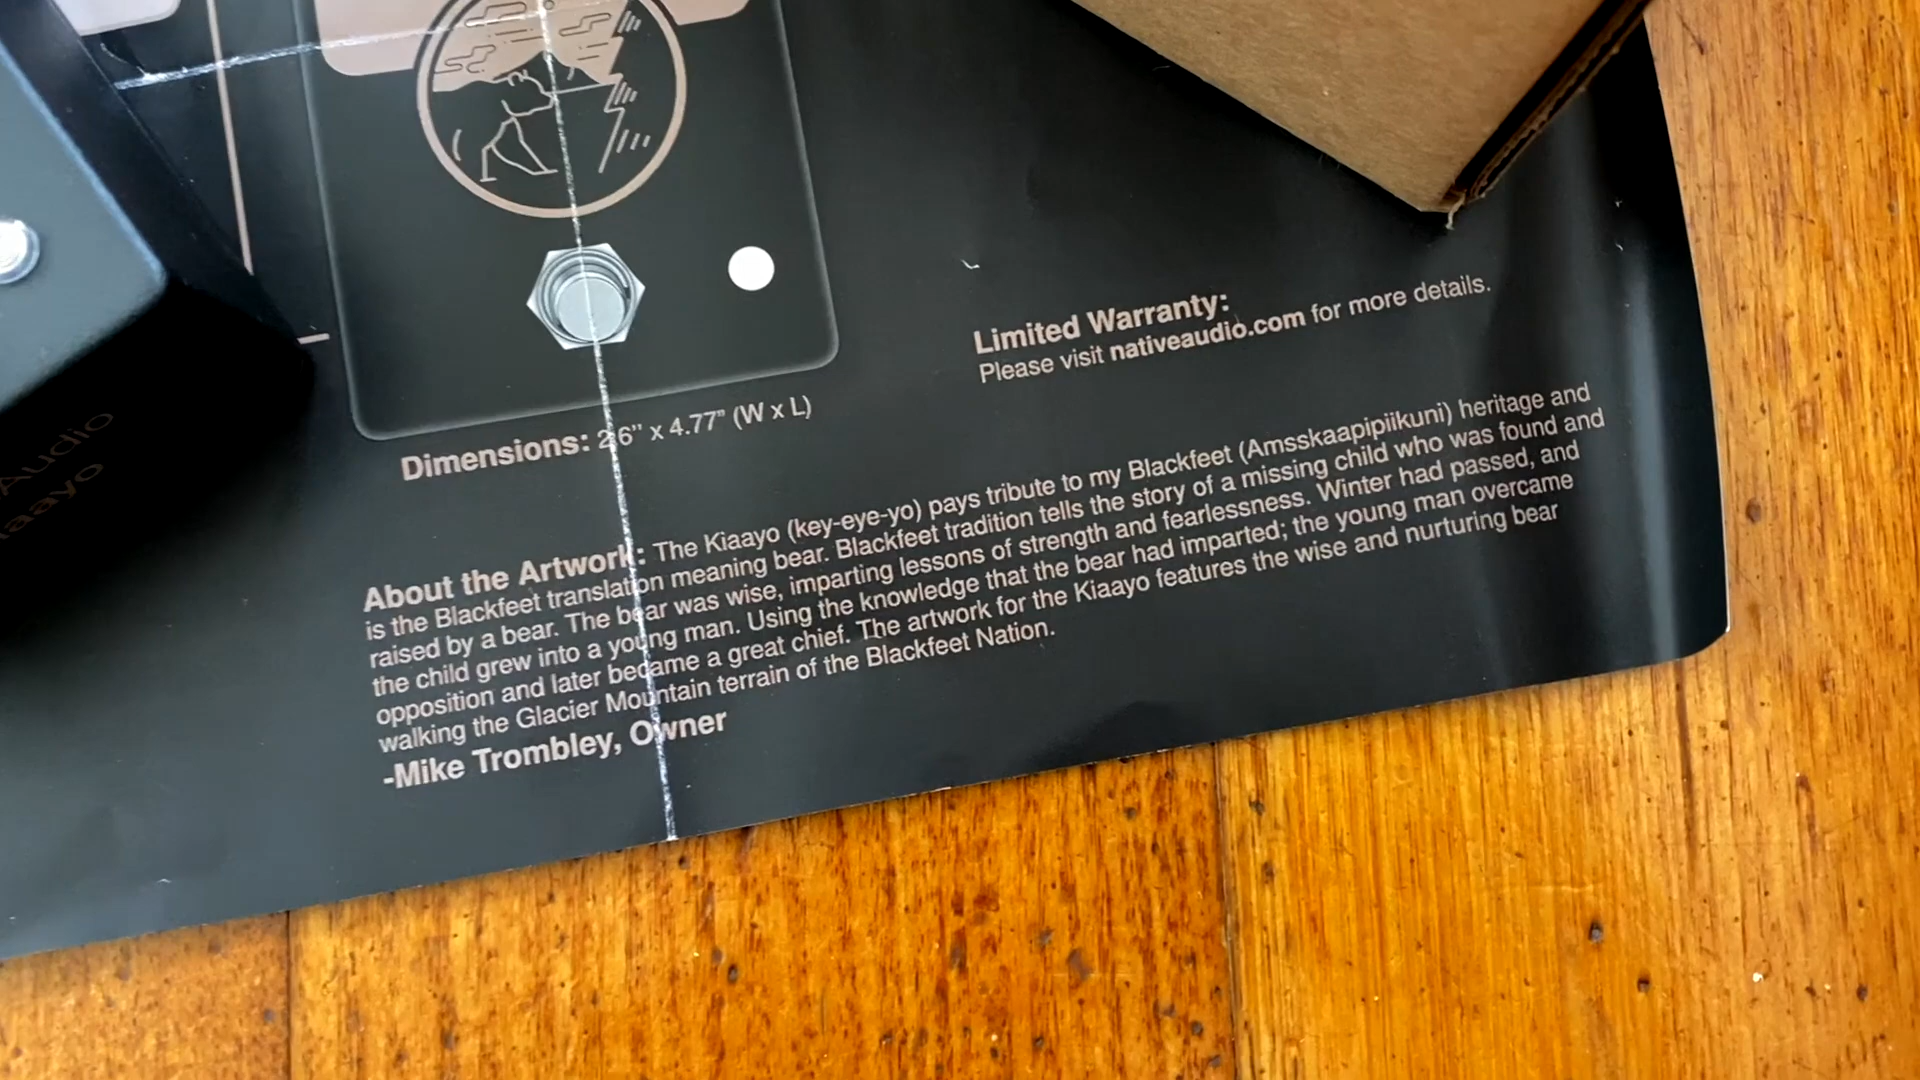 Limited Warranty:
Please visit nativeaudio.com for more details.
Dimensions: 2.6" x 4.77" (W x L)
Audio
About the Artwork: The Kiaayo (key-eye-yo) pays tribute to my Blackfeet (Amsskaapipiikuni) heritage and
is the Blackfeet translation meaning bear. Blackfeet tradition tells the story of a missing child who was found and
raised by a bear. The bear was wise, imparting lessons of strength and fearlessness. Winter had passed, and
the child grew into a young man. Using the knowledge that the bear had imparted; the young man overcame
opposition and later became a great chief. The artwork for the Kiaayo features the wise and nurturing bear
walking the Glacier Mountain terrain of the Blackfeet Nation.
-Mike Trombley, Owner